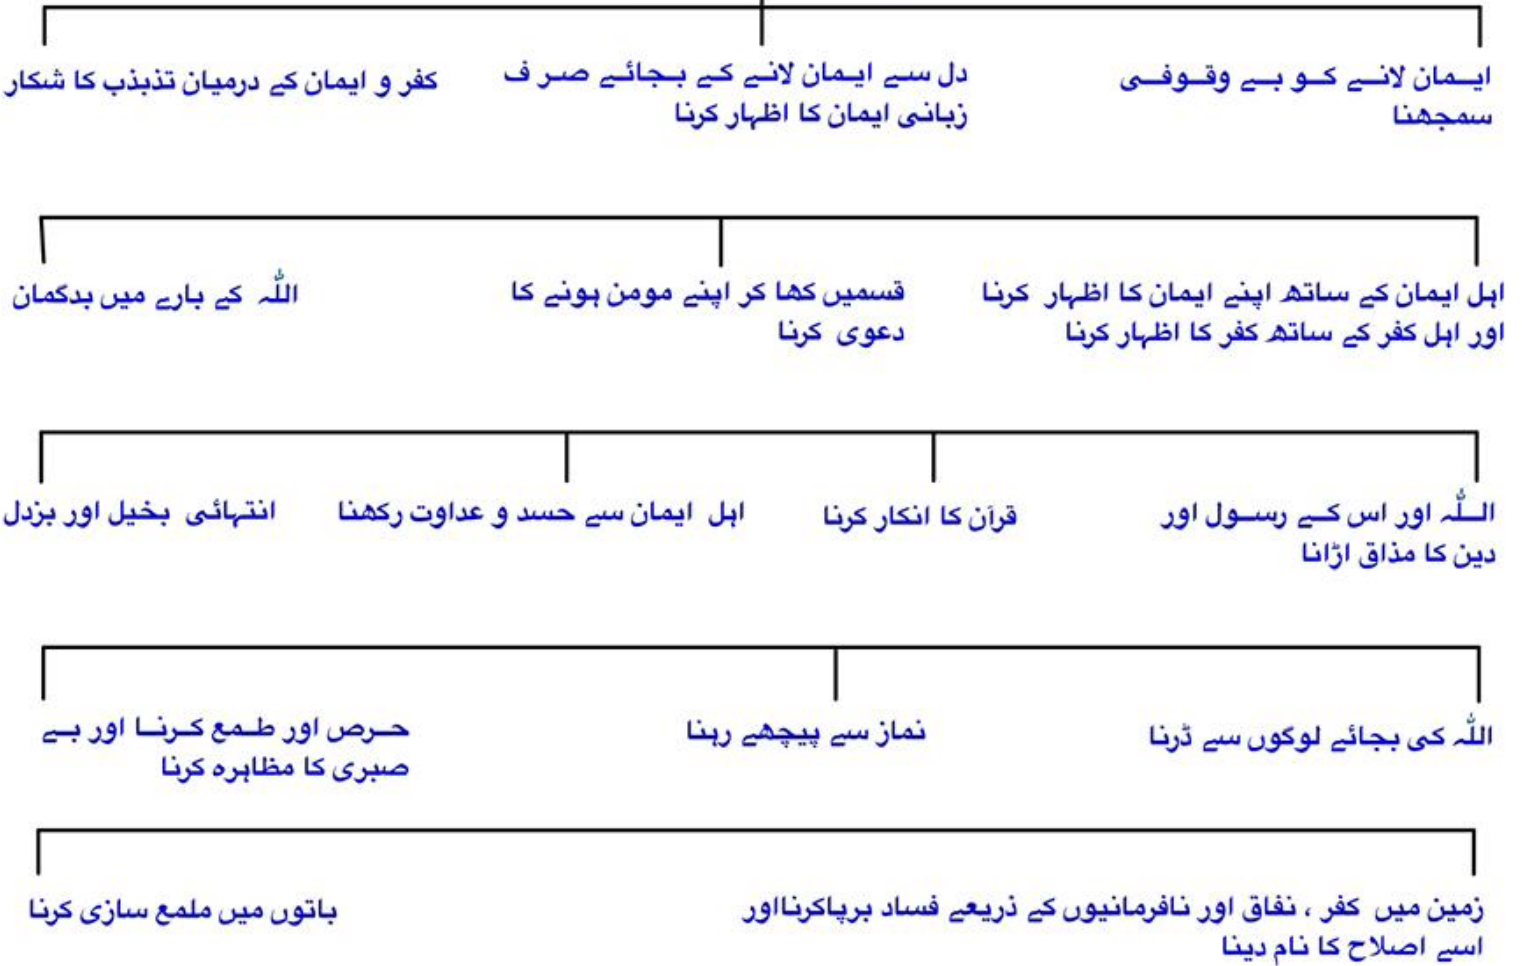 ایمان لانے کو بے وقوفی
سمجھنا
دل سے ایمان لانے کے بجائے صرف
زبانی ایمان کا اظہار کرنا
کفر و ایمان کے درمیان تذبذب کا شکار
اہل ایمان کے ساتھ اپنے ایمان کا اظہار کرنا
اور اہل کفر کے ساتھ کفر کا اظہار کرنا
قسمیں کھا کر اپنے مومن ہونے کا
دعوی کرنا
اللّٰہ کے بارے میں بدگمان
اللّٰہ اور اس کے رسول اور
دین کا مذاق اڑانا
قرآن کا انکار کرنا
اہل ایمان سے حسد و عداوت رکھنا
انتہائی بخیل اور بزدل
اللّٰہ کی بجائے لوگوں سے ڈرنا
نماز سے پیچھے رہنا
حرص اور طمع کرنا اور بے
صبری کا مظاہرہ کرنا
زمین میں کفر ، نفاق اور نافرمانیوں کے ذریعے فساد برپاکرنااور
اسے اصلاح کا نام دینا
باتوں میں ملمع سازی کرنا